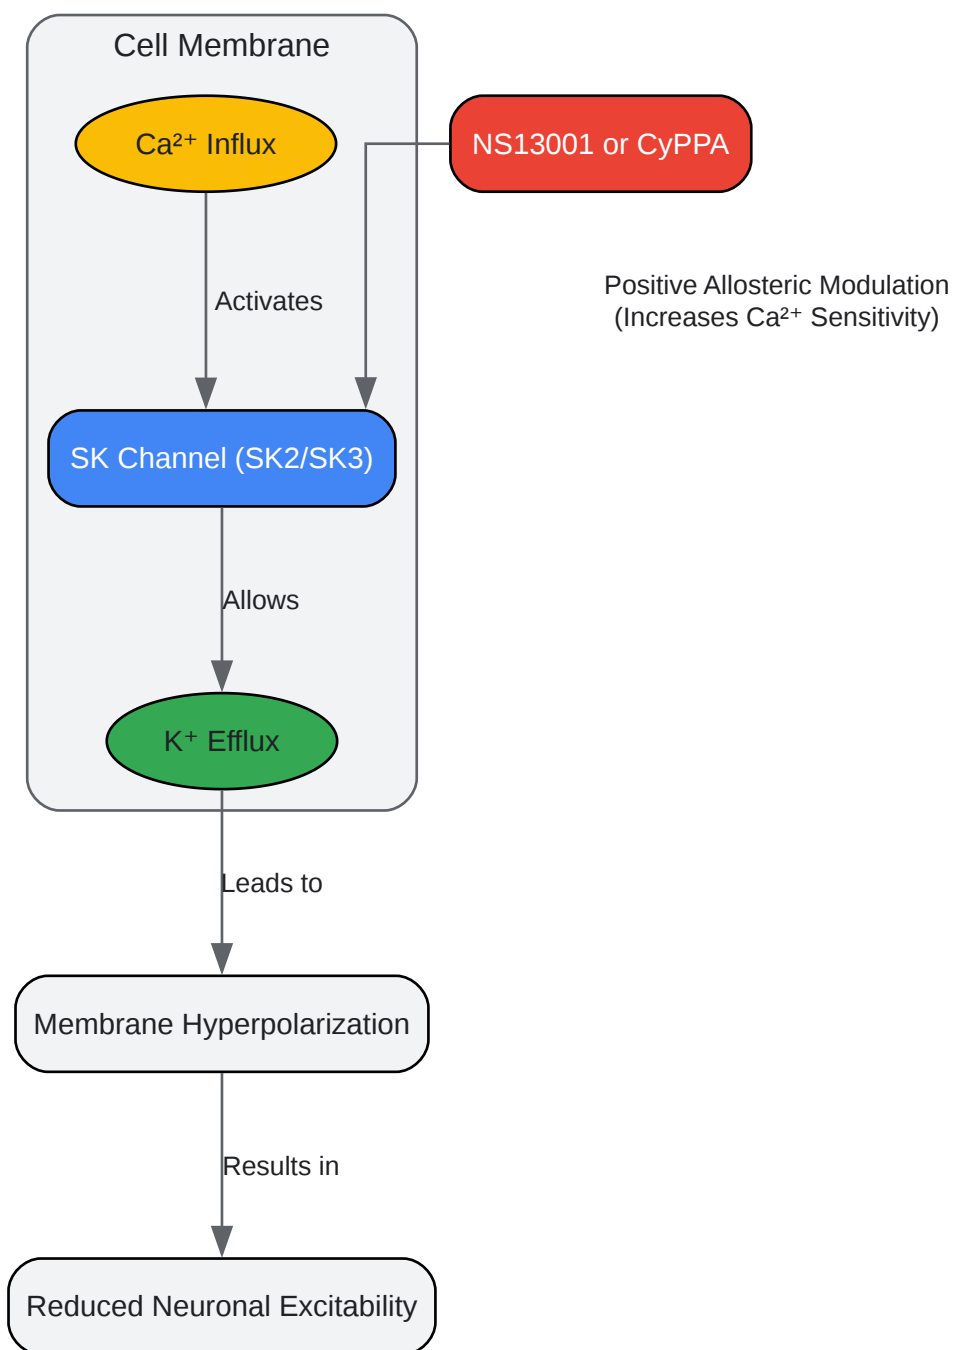 Cell Membrane
Ca²⁺ Influx
NS13001 or CyPPA
Positive Allosteric Modulation
(Increases Ca²⁺ Sensitivity)
Activates
SK Channel (SK2/SK3)
Allows
K⁺ Efflux
Leads to
Membrane Hyperpolarization
Results in
Reduced Neuronal Excitability